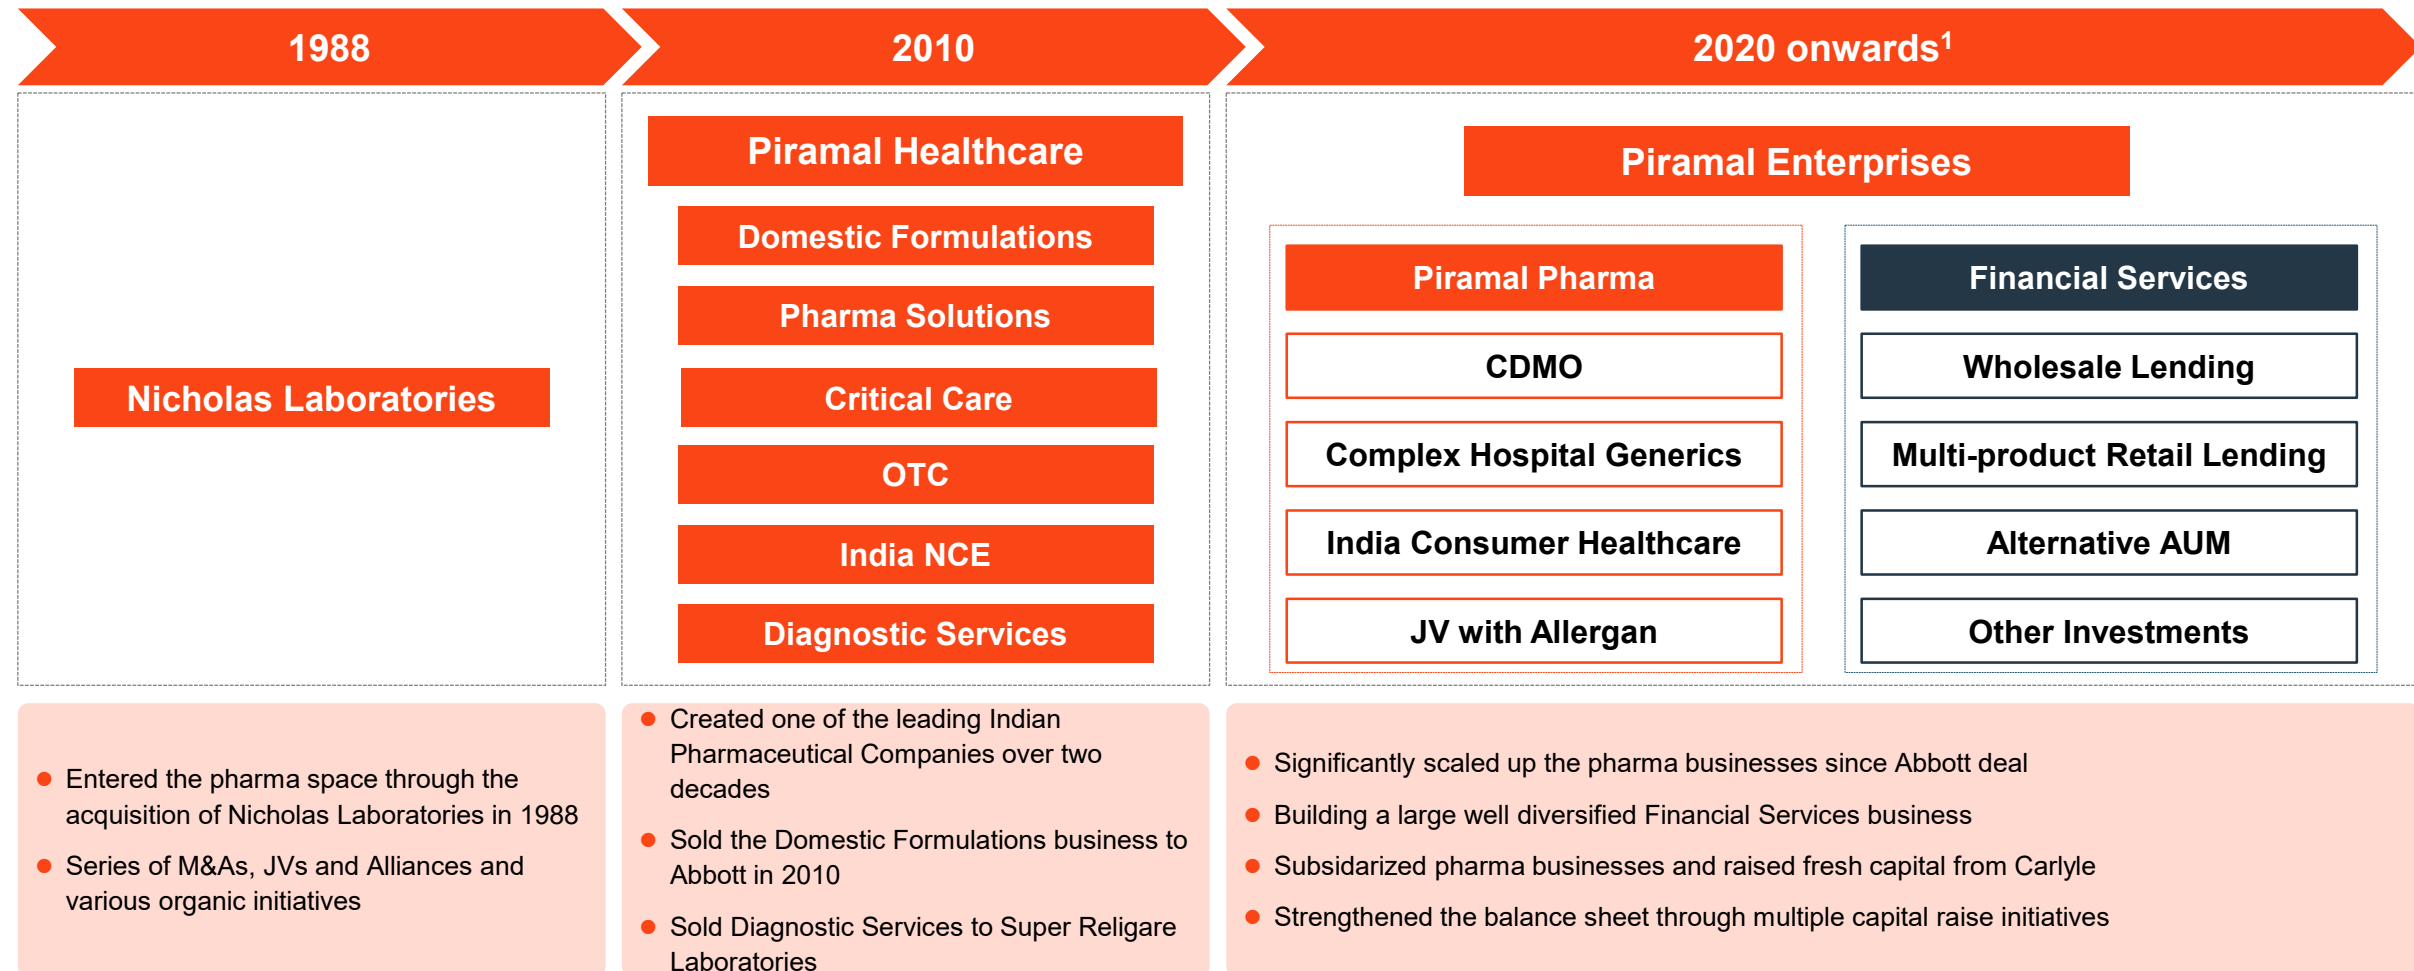 1988
2010
2020 onwards¹
Nicholas Laboratories
Piramal Healthcare
Domestic Formulations
Pharma Solutions
Critical Care
OTC
India NCE
Diagnostic Services
Piramal Enterprises
Piramal Pharma
CDMO
Complex Hospital Generics
India Consumer Healthcare
JV with Allergan
Financial Services
Wholesale Lending
Multi-product Retail Lending
Alternative AUM
Other Investments
Entered the pharma space through the
acquisition of Nicholas Laboratories in 1988
Series of M&As, JVs and Alliances and
various organic initiatives
Created one of the leading Indian
Pharmaceutical Companies over two
decades
Sold the Domestic Formulations business to
Abbott in 2010
Sold Diagnostic Services to Super Religare
Laboratories
Significantly scaled up the pharma businesses since Abbott deal
Building a large well diversified Financial Services business
Subsidarized pharma businesses and raised fresh capital from Carlyle
Strengthened the balance sheet through multiple capital raise initiatives